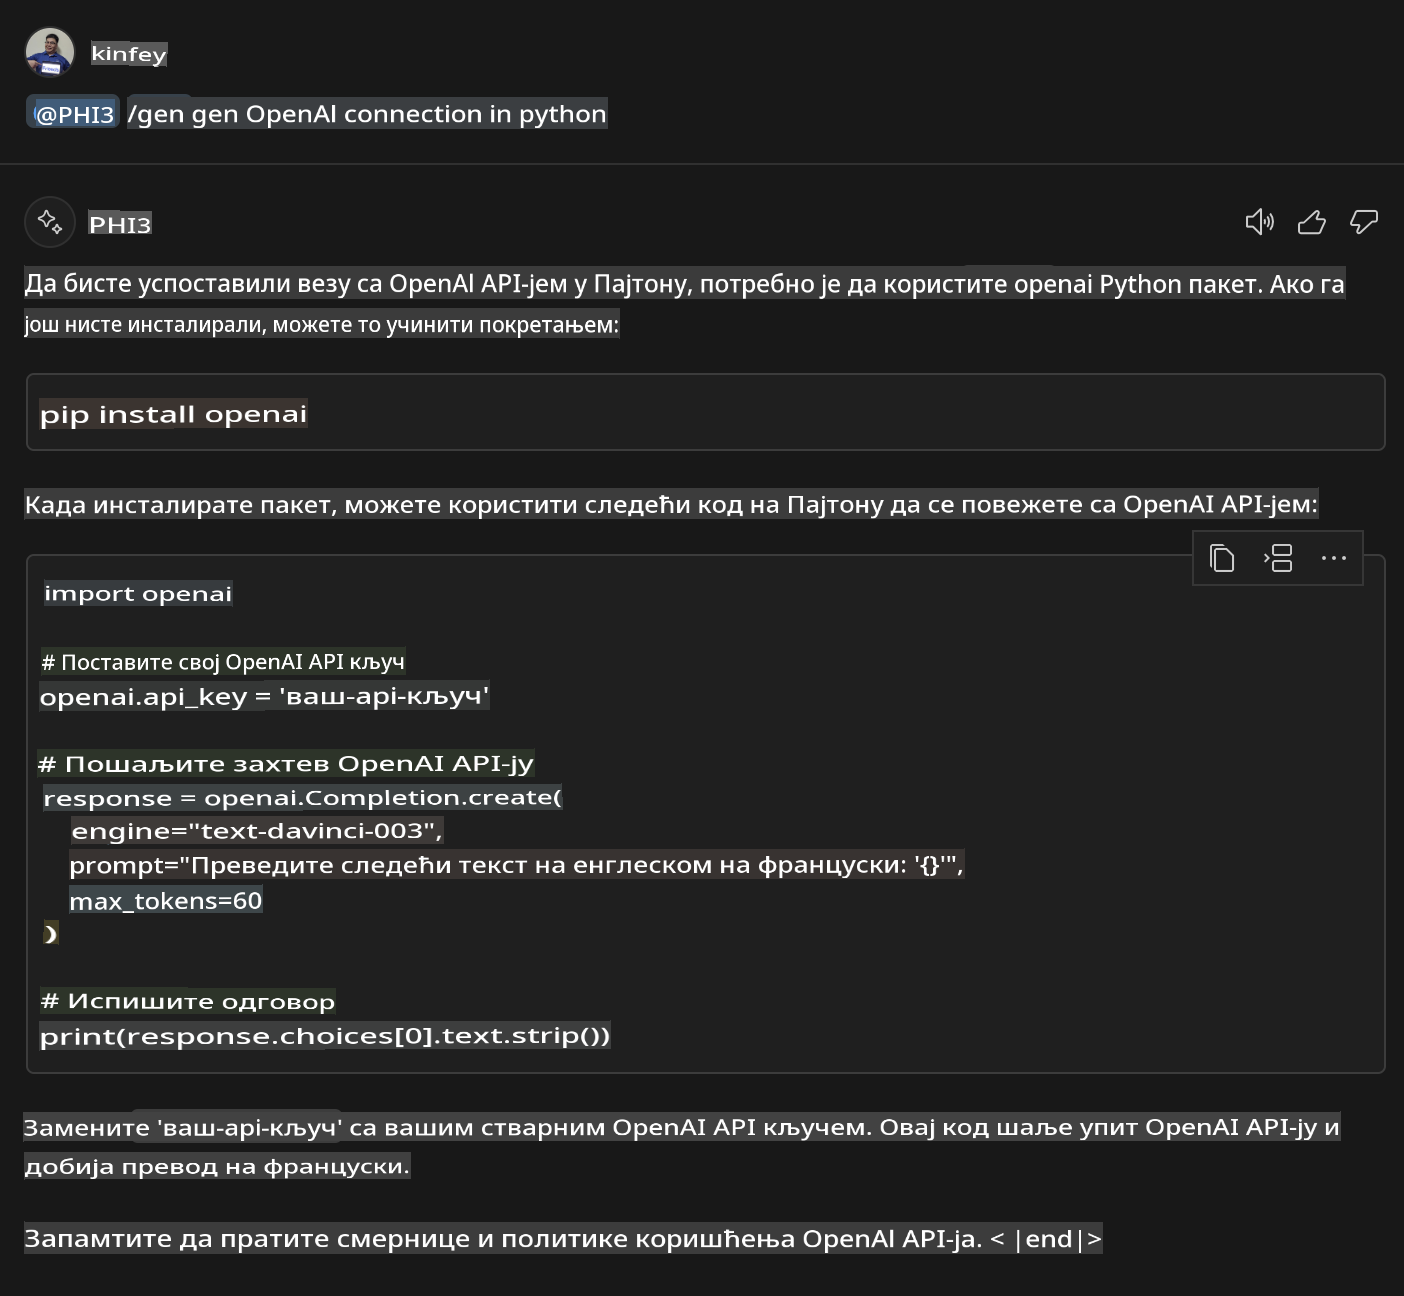 kinfey
@PHI3 /gen gen OpenAI connection in python
PHI3
Да бисте успоставили везу са OpenAI API-јем у Пајтону, потребно је да користите openai Python пакет. Ако га
још нисте инсталирали, можете то учинити покретањем:
pip install openai
Када инсталирате пакет, можете користити следећи код на Пајтону да се повежете са OpenAI API-јем:
import openai
# Поставите свој OpenAI API кључ
openai.api_key = 'ваш-api-кључ'
# Пошаљите захтев OpenAI API-ју
response = openai.Completion.create(
engine="text-davinci-003",
prompt="Преведите следећи текст на енглеском на француски: '{}'",
max_tokens=60
)
# Испишите одговор
print(response.choices[0].text.strip())
Замените 'ваш-api-кључ' са вашим стварним OpenAI API кључем. Овај код шаље упит OpenAI API-ју и
добија превод на француски.
Запамтите да пратите смернице и политике коришћења OpenAI API-ја. < |end|>